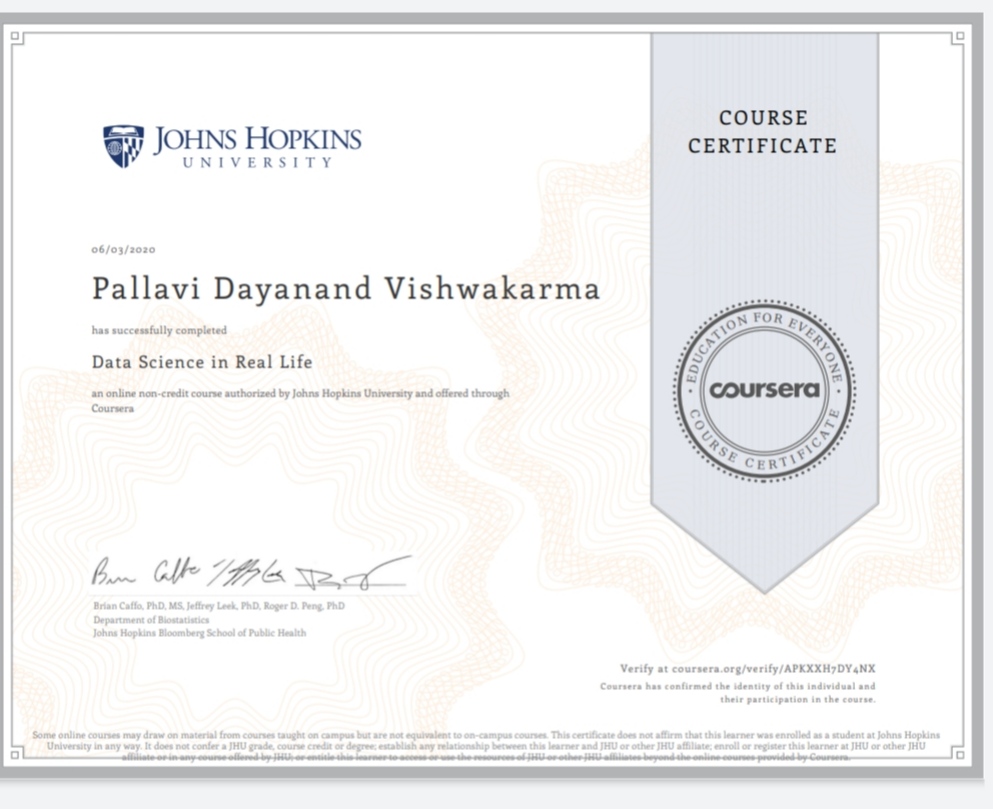 JOHNS HOPKINS
UNIVERSITY
COURSE
CERTIFICATE
06/03/2020
Pallavi Dayanand Vishwakarma
has successfully completed
Data Science in Real Life
an online non-credit course authorized by Johns Hopkins University and offered through
Coursera
EDUCATION FOR EVERYONE
coursera
COURSE CERTIFICATE
Brian Caffo, PhD, MS, Jeffrey Leek, PhD, Roger D. Peng, PhD
Department of Biostatistics
Johns Hopkins Bloomberg School of Public Health
Verify at coursera.org/verify/APKXXH7DY4NX
Coursera has confirmed the identity of this individual and
their participation in the course.
Some online courses may draw on material from courses taught on campus but are not equivalent to on-campus courses. This certificate does not affirm that this learner was enrolled as a student at Johns Hopkins
University in any way. It does not confer a JHU grade, course credit or degree; establish any relationship between this learner and JHU or other JHU affiliate; enroll or register this learner at JHU or other JHU
affiliate or in any course offered by JHU; or entitle this learner to access or use the resources of JHU or other JHU affiliates beyond the online courses provided by Coursera.